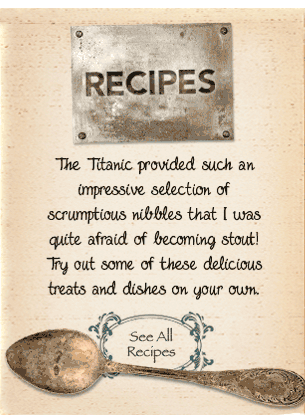 RECIPES
The Titanic provided such an
impressive selection of
scrumptious nibbles that I was
quite afraid of becoming stout!
Try out some of these delicious
treats and dishes on your own.
See All
Recipes